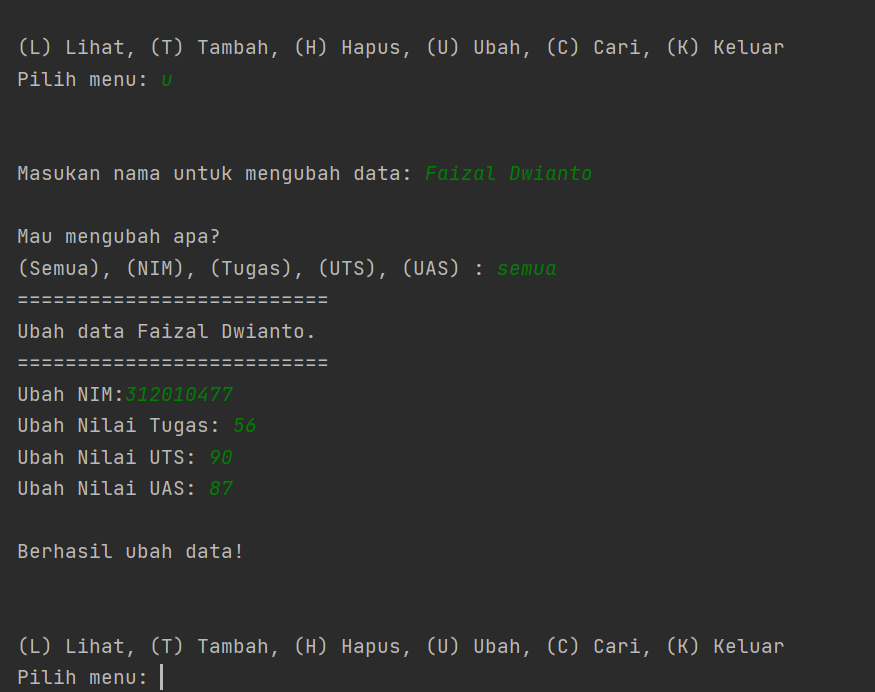 (L) Lihat, (T) Tambah, (H) Hapus, (U) Ubah, (C) Cari, (K) Keluar
Pilih menu: u
Masukan nama untuk mengubah data: Faizal Dwianto
Mau mengubah apa?
(Semua), (NIM), (Tugas), (UTS), (UAS) : semua
==========================
Ubah data Faizal Dwianto.
==========================
Ubah NIM:312010477
Ubah Nilai Tugas: 56
Ubah Nilai UTS: 90
Ubah Nilai UAS: 87
Berhasil ubah data!
(L) Lihat, (T) Tambah, (H) Hapus, (U) Ubah, (C) Cari, (K) Keluar
Pilih menu: